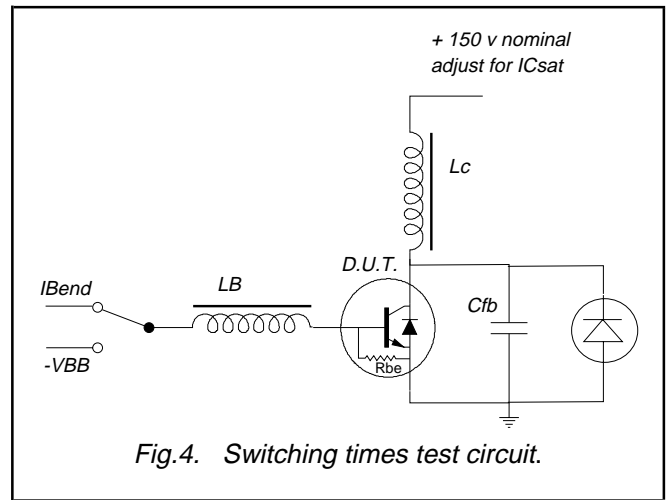 + 150 v nominal
adjust for ICsat
Lc
D.U.T.
LB
IBend
Cfb
-VBB
Rbe
Fig.4. Switching times test circuit.